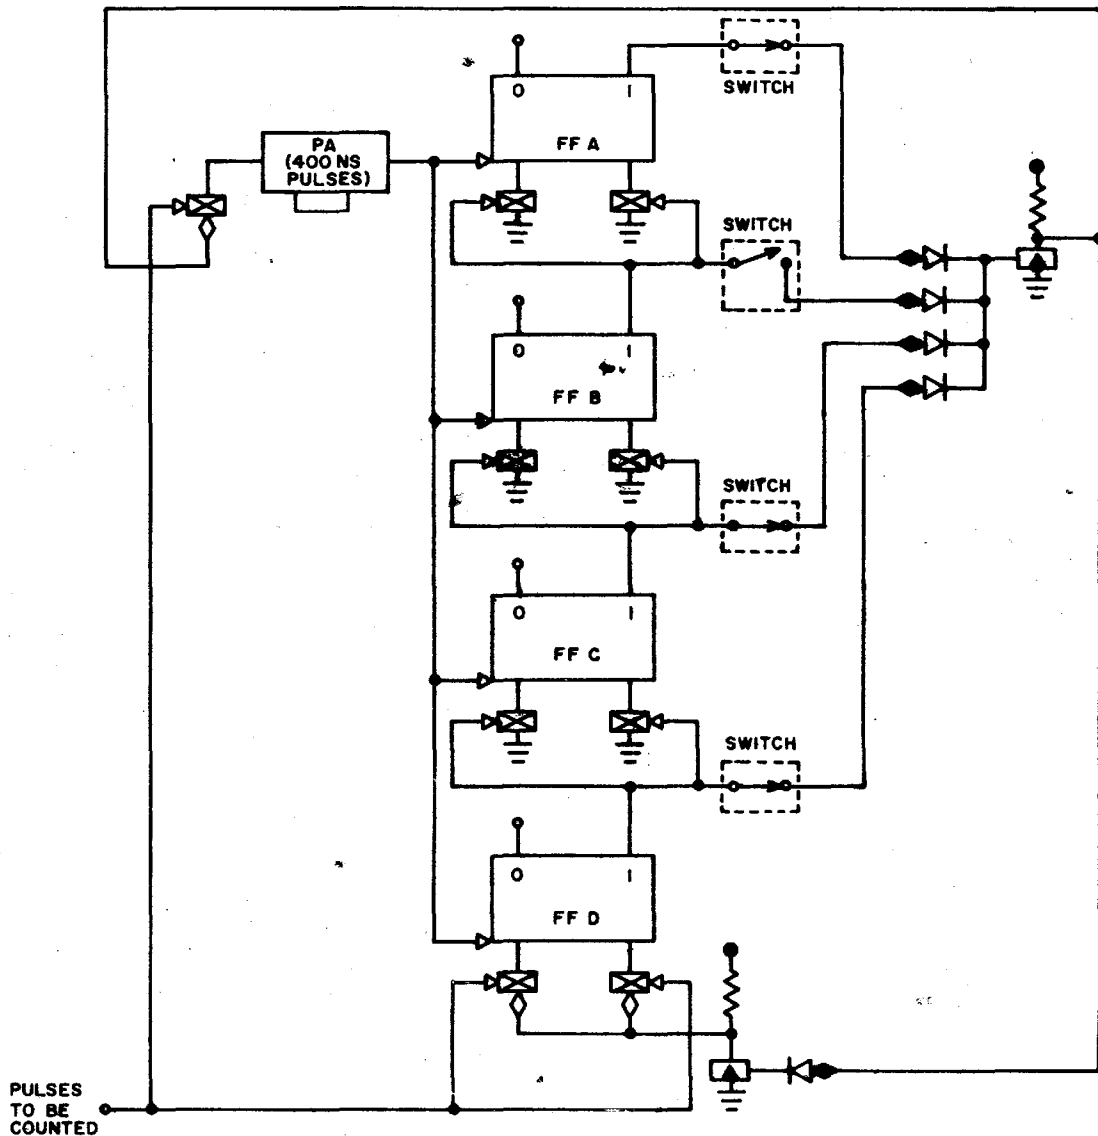 SWITCH
0 1
FF A
PA
(400 NS
PULSES)
SWITCH
0 1
FF B
SWITCH
0 1
FF C
SWITCH
0 1
FF D
PULSES
TO BE
COUNTED